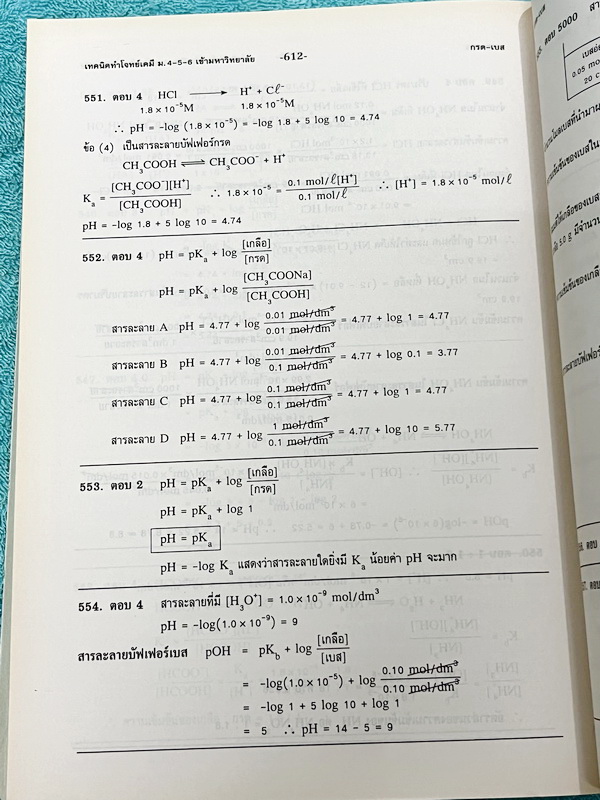 เทคนิคทำโจทย์เคมี ม.4-5-6 เข้ามหาวิทยาลัย -612- กรด-เบส
551. ตอบ 4 HCl ⟶ H⁺ + Cℓ⁻
1.8 × 10⁻⁵M 1.8 × 10⁻⁵M
∴ pH = -log (1.8 × 10⁻⁵) = -log 1.8 + 5 log 10 = 4.74
ข้อ (4) เป็นสารละลายบัฟเฟอร์กรด
CH₃COOH ⇌ CH₃COO⁻ + H⁺
Kₐ = [CH₃COO⁻][H⁺] / [CH₃COOH] ∴ 1.8 × 10⁻⁵ = 0.1 mol/ℓ[H⁺] / 0.1 mol/ℓ ∴ [H⁺] = 1.8 × 10⁻⁵ mol/ℓ
pH = -log 1.8 + 5 log 10 = 4.74
552. ตอบ 4 pH = pKₐ + log [เกลือ] / [กรด]
pH = pKₐ + log [CH₃COONa] / [CH₃COOH]
สารละลาย A pH = 4.77 + log 0.01 mol/dm³ / 0.01 mol/dm³ = 4.77 + log 1 = 4.77
สารละลาย B pH = 4.77 + log 0.01 mol/dm³ / 0.1 mol/dm³ = 4.77 + log 0.1 = 3.77
สารละลาย C pH = 4.77 + log 0.1 mol/dm³ / 0.1 mol/dm³ = 4.77 + log 1 = 4.77
สารละลาย D pH = 4.77 + log 1 mol/dm³ / 0.1 mol/dm³ = 4.77 + log 10 = 5.77
553. ตอบ 2 pH = pKₐ + log [เกลือ] / [กรด]
pH = pKₐ + log 1
pH = pKₐ
pH = -log Kₐ แสดงว่าสารละลายใดยิ่งมี Kₐ น้อยค่า pH จะมาก
554. ตอบ 4 สารละลายที่มี [H₃O⁺] = 1.0 × 10⁻⁹ mol/dm³
pH = -log(1.0 × 10⁻⁹) = 9
สารละลายบัฟเฟอร์เบส pOH = pK_b + log [เกลือ] / [เบส]
= -log(1.0 × 10⁻⁵) + log 0.10 mol/dm³ / 0.10 mol/dm³
= -log 1 + 5 log 10 + log 1
= 5 ∴ pH = 14 - 5 = 9
ตอบ 5000
0.05 mol
20 c